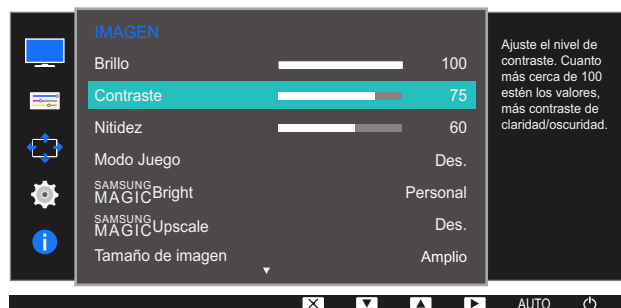 IMAGEN
Brillo 100
Contraste 75
Nitidez 60
Modo Juego Des.
SAMSUNG MAGIC Bright Personal
SAMSUNG MAGIC Upscale Des.
Tamaño de imagen Amplio
Ajuste el nivel de
contraste. Cuanto
más cerca de 100
estén los valores,
más contraste de
claridad/oscuridad.
AUTO